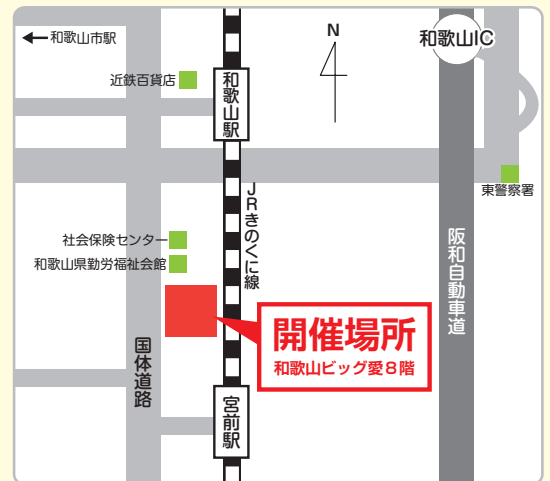 ←和歌山市駅
N
和歌山IC
近鉄百貨店
和歌山駅
東警察署
JRきのくに線
社会保険センター
和歌山県勤労福祉会館
阪和自動車道
開催場所
和歌山ビッグ愛8階
国体道路
宮前駅